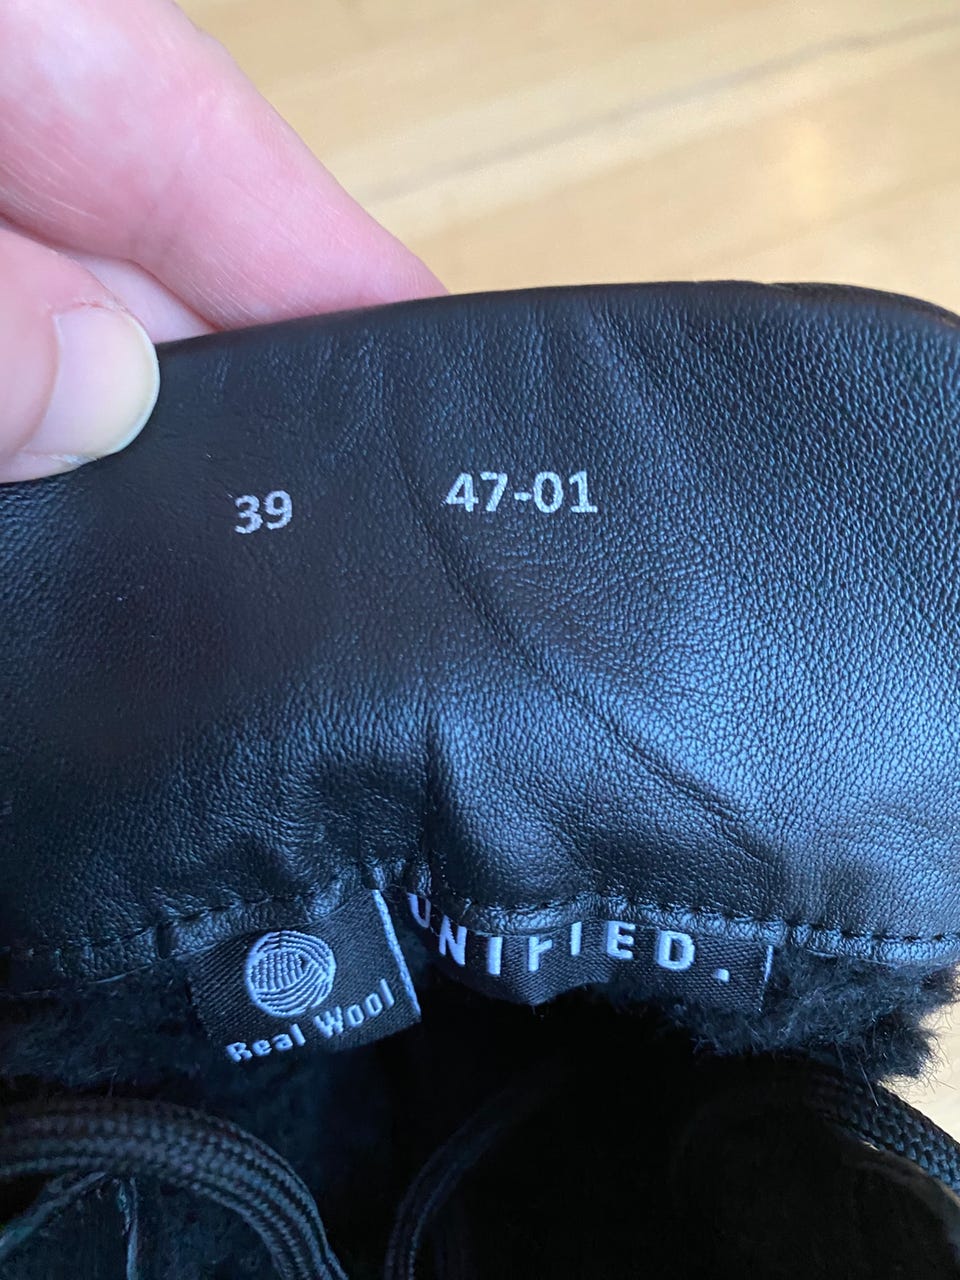 39 47-01
UNIFIED.
Real Wool